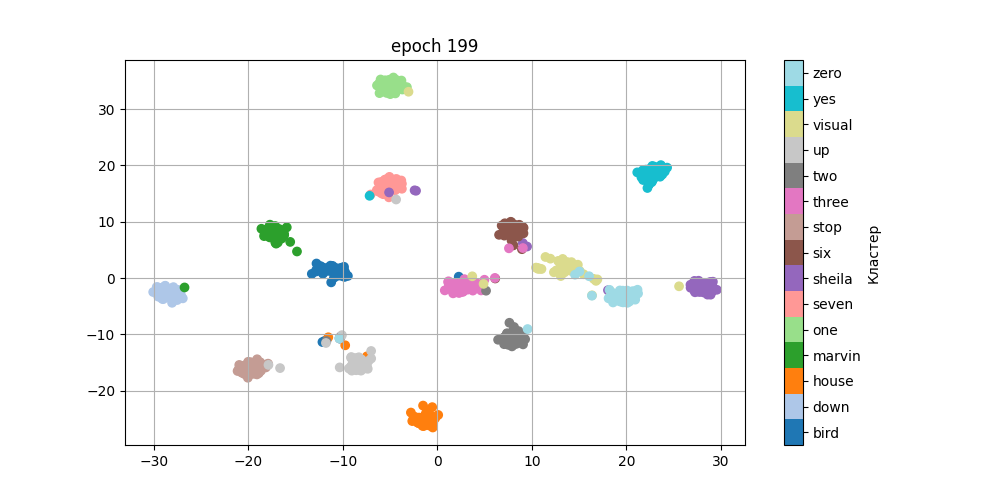 epoch 199
30
20
10
0
−10
−20
−30
−20
−10
0
10
20
30
zero
yes
visual
up
two
three
stop
six
sheila
seven
one
marvin
house
down
bird
Кластер